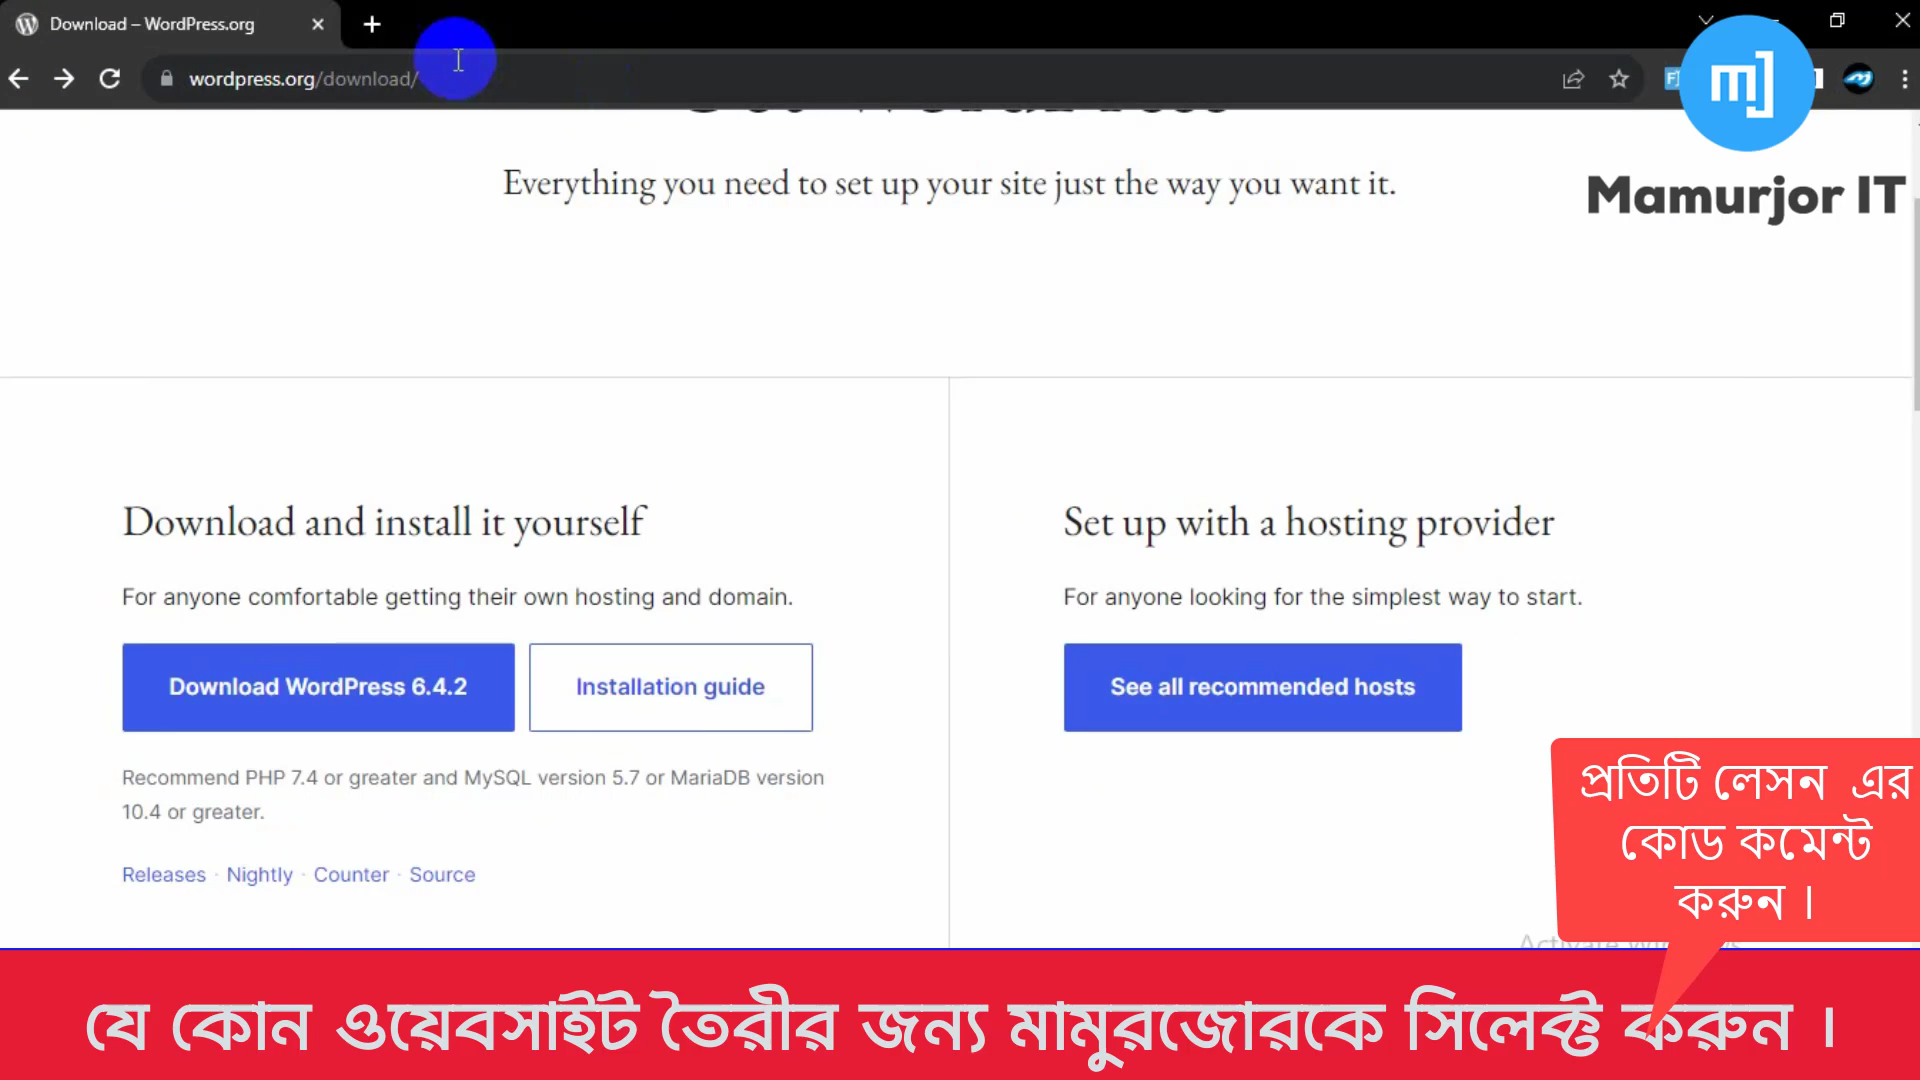 Download – WordPress.org
wordpress.org/download/
Everything you need to set up your site just the way you want it.
Mamurjor IT
Download and install it yourself
For anyone comfortable getting their own hosting and domain.
Download WordPress 6.4.2
Installation guide
Recommend PHP 7.4 or greater and MySQL version 5.7 or MariaDB version
10.4 or greater.
Releases · Nightly · Counter · Source
Set up with a hosting provider
For anyone looking for the simplest way to start.
See all recommended hosts
প্রতিটি লেসন এর
কোড কমেন্ট
করুন ।
যে কোন ওয়েবসাইট তৈরীর জন্য মামুরজোরকে সিলেক্ট করুন ।